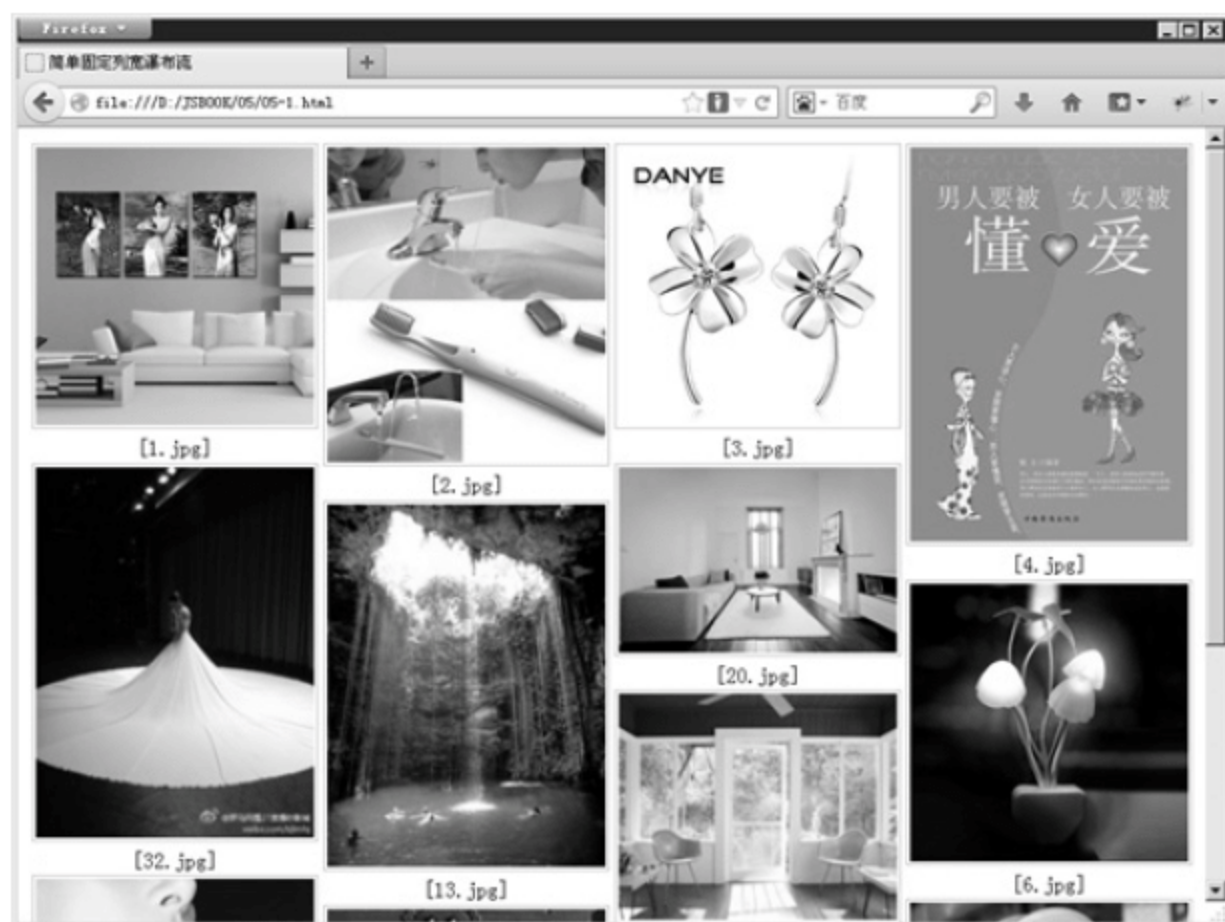 Firefox
简单固定列宽瀑布流
file:///D:/JSBOOK/05/05-1.html
百度
DANYE
男人要被 女人要被
懂 爱
[1.jpg]
[2.jpg]
[3.jpg]
[4.jpg]
[20.jpg]
[32.jpg]
[13.jpg]
[6.jpg]